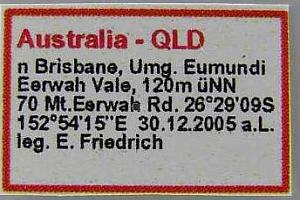 Australia - QLD
n Brisbane, Umg. Eumundi
Eerwah Vale, 120m üNN
70 Mt.Eerwah Rd. 26°29'09S
152°54'15"E 30.12.2005 a.L.
leg. E. Friedrich